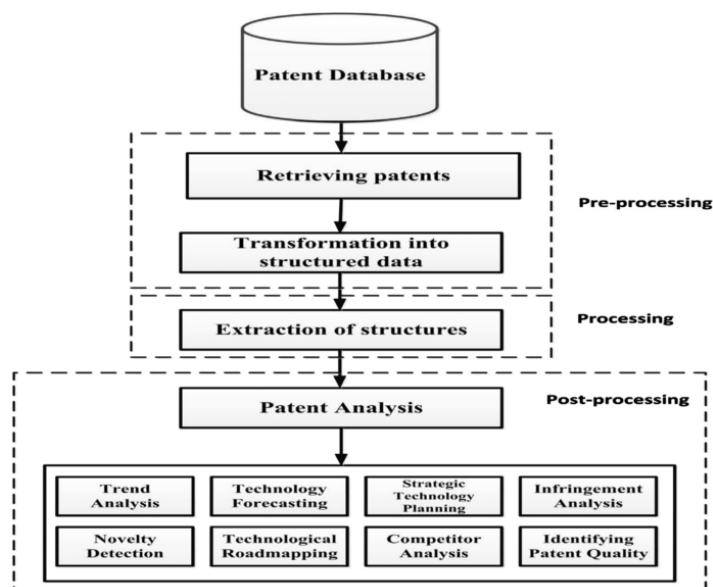 Patent Database
Retrieving patents
Pre-processing
Transformation into
structured data
Extraction of structures
Processing
Patent Analysis
Post-processing
Trend
Analysis
Technology
Forecasting
Strategic
Technology
Planning
Infringement
Analysis
Novelty
Detection
Technological
Roadmapping
Competitor
Analysis
Identifying
Patent Quality